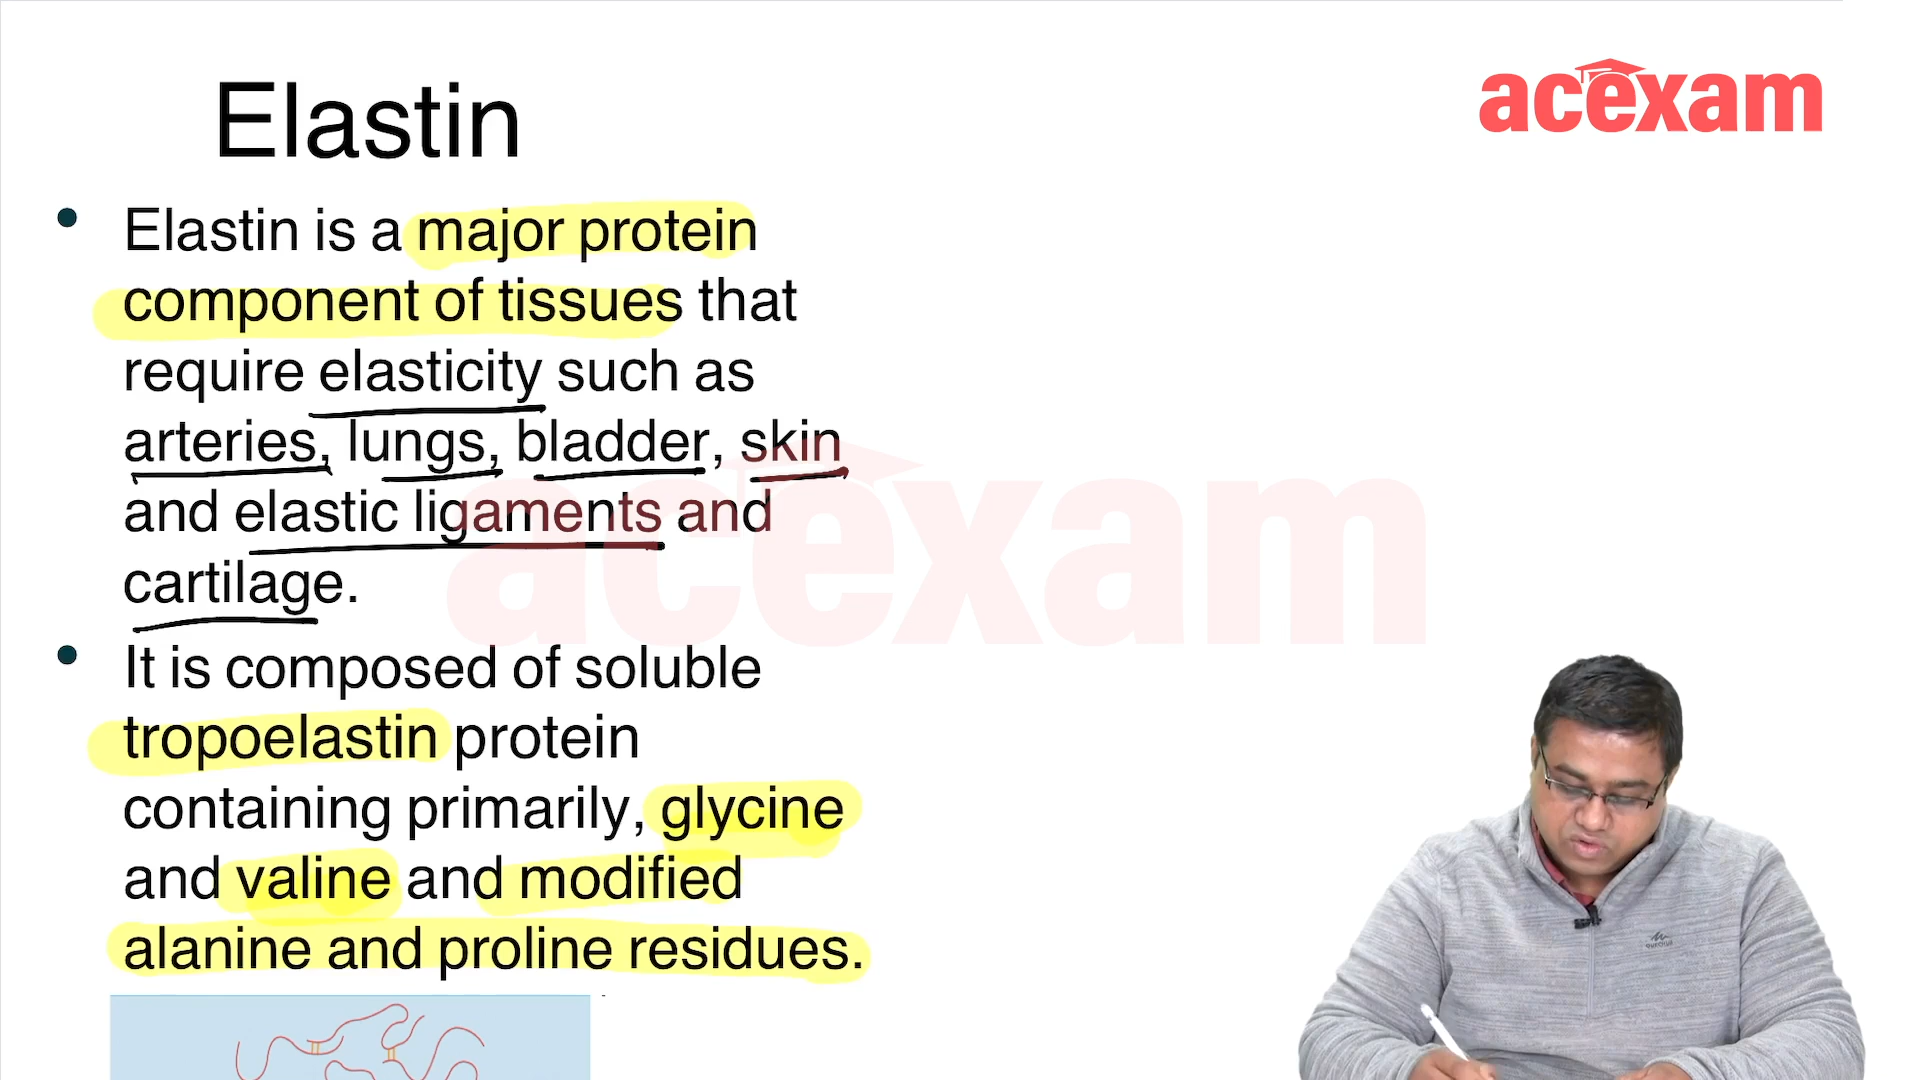 acexam
Elastin
• Elastin is a major protein
component of tissues that
require elasticity such as
arteries, lungs, bladder, skin
and elastic ligaments and
cartilage.
• It is composed of soluble
tropoelastin protein
containing primarily, glycine
and valine and modified
alanine and proline residues.
acexam